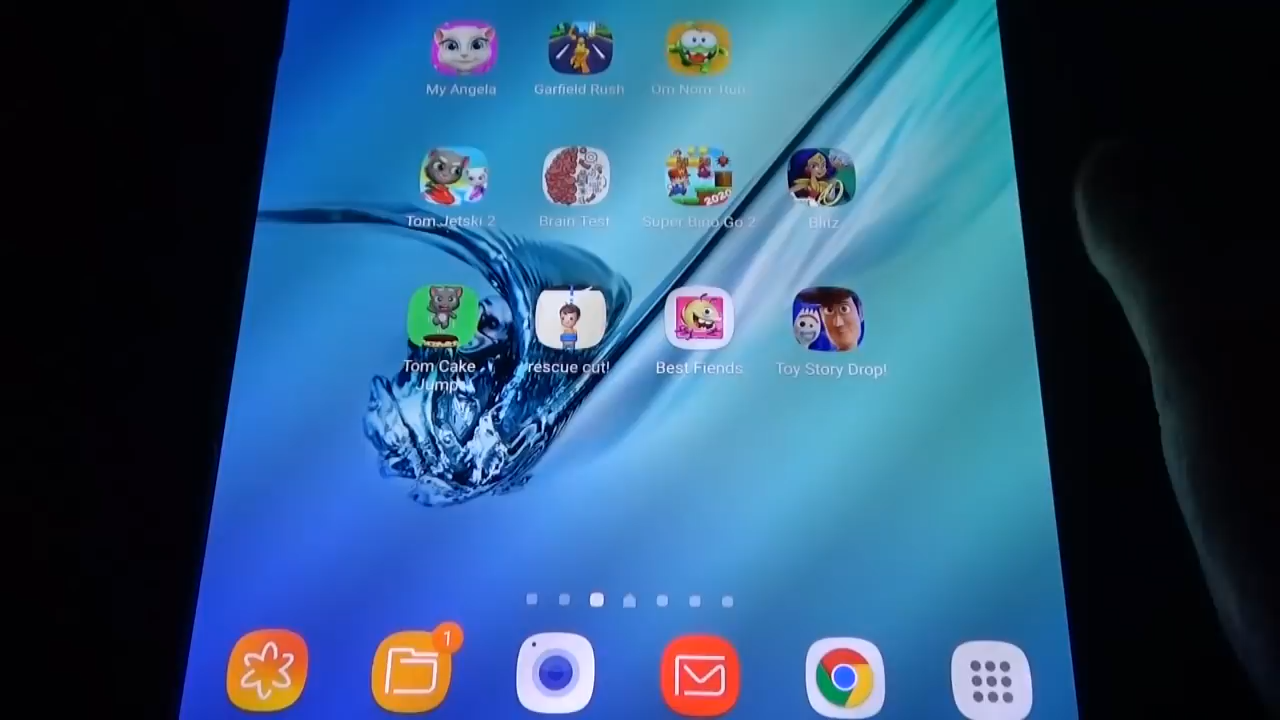 My Angela
Garfield Rush
Om Nom: Run
Tom Jetski 2
Brain Test
Super Bino Go 2
Blitz
2020
Tom Cake
Jump
rescue cut!
Best Fiends
Toy Story Drop!
1